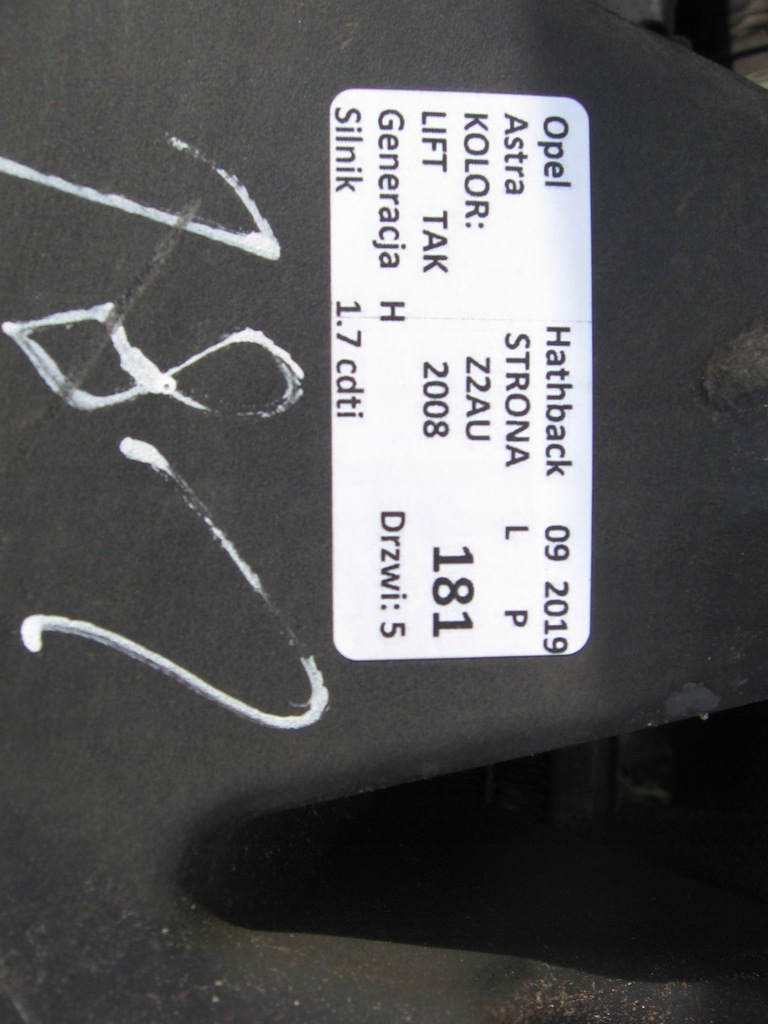 Opel Hathback 09 2019
Astra STRONA L P
KOLOR: Z2AU
LIFT TAK 2008 181
Generacja H Drzwi: 5
Silnik 1.7 cdti
181